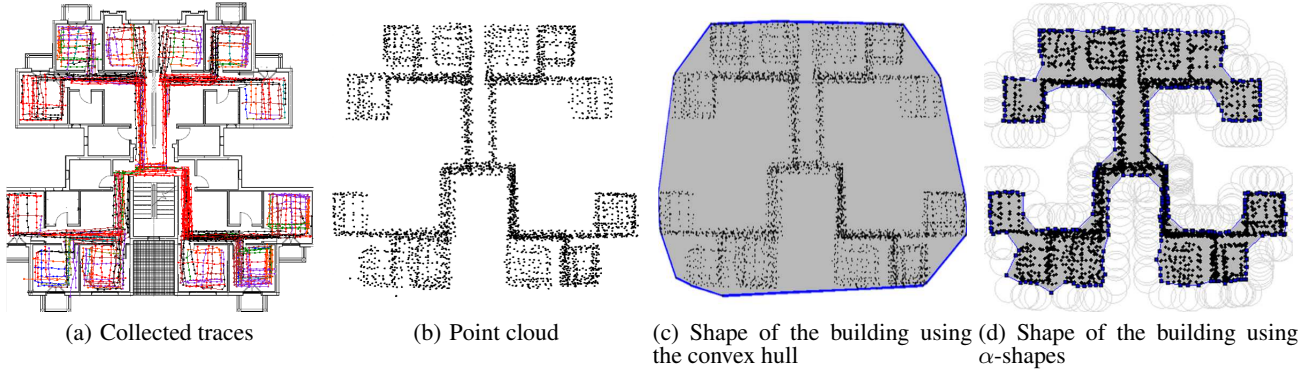 (a) Collected traces
(b) Point cloud
(c) Shape of the building using
the convex hull
(d) Shape of the building using
α-shapes